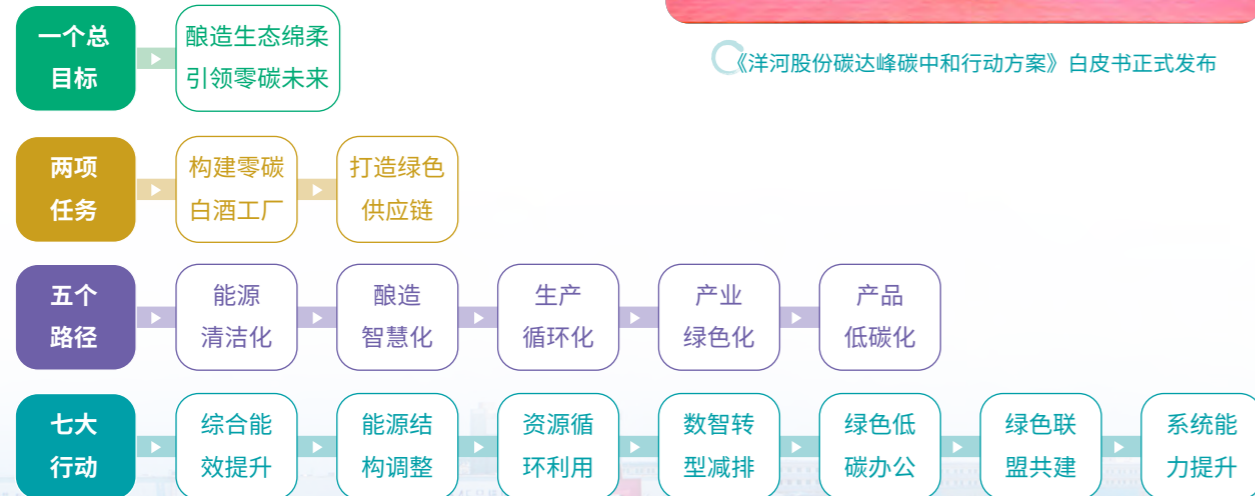 《洋河股份碳达峰碳中和行动方案》白皮书正式发布
一个总
目标
酿造生态绵柔
引领零碳未来
两项
任务
构建零碳
白酒工厂
打造绿色
供应链
五个
路径
能源
清洁化
酿造
智慧化
生产
循环化
产业
绿色化
产品
低碳化
七大
行动
综合能
效提升
能源结
构调整
资源循
环利用
数智转
型减排
绿色低
碳办公
绿色联
盟共建
系统能
力提升